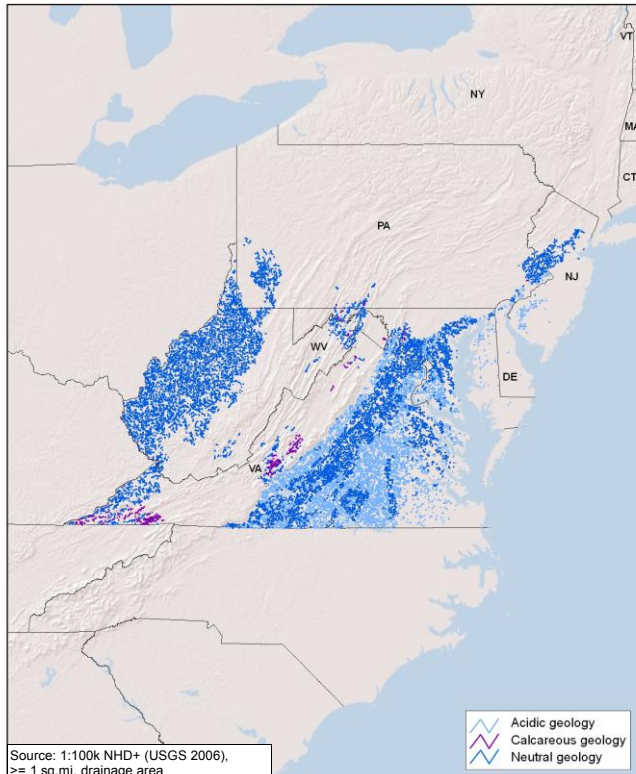 VT
NY
MA
CT
PA
NJ
WV
DE
VA
Acidic geology
Calcareous geology
Neutral geology
Source: 1:100k NHD+ (USGS 2006),
>= 1 sq.mi. drainage area